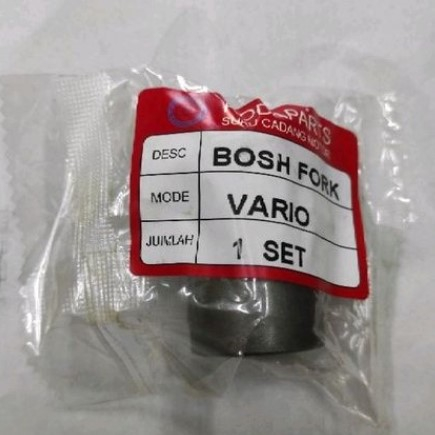 SUKU CADANG MOTOR
DESC BOSH FORK
MODE VARIO
JUMLAH 1 SET